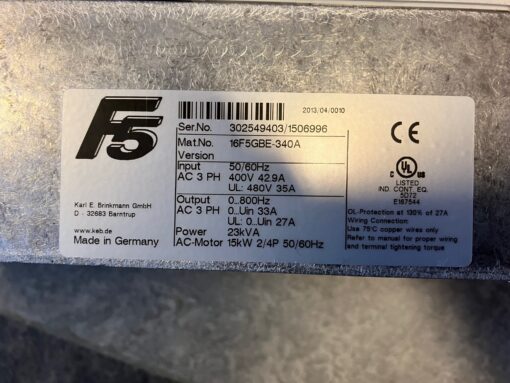 F5
2013/04/0010
Ser.No. 302549403/1506996
Mat.No. 16F5GBE-340A
Version
Input 50/60Hz
AC 3 PH 400V 42.9A
UL: 480V 35A
Output 0..800Hz
AC 3 PH 0..Uin 33A
UL: 0..Uin 27A
Power 23kVA
AC-Motor 15kW 2/4P 50/60Hz
Karl E. Brinkmann GmbH
D - 32683 Barntrup
www.keb.de
Made in Germany
CE
c UL US
LISTED
IND. CONT. EQ.
5D72
E167544
OL-Protection at 130% of 27A
Wiring Connection:
Use 75°C copper wires only
Refer to manual for proper wiring
and terminal tightening torque